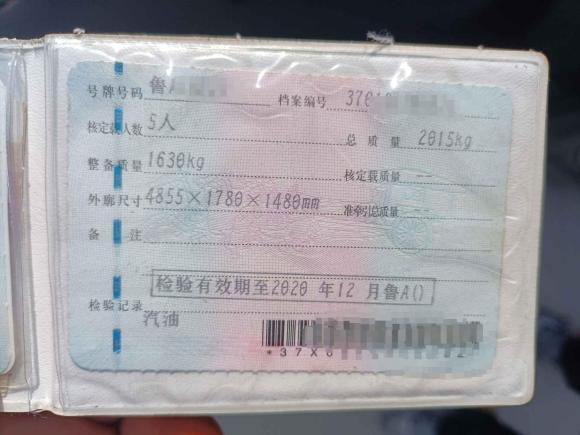 号牌号码 鲁A 档案编号 3701
核定载人数 5人 总质量 2015kg
整备质量 1630kg 核定载质量 --
外廓尺寸 4855×1780×1480mm 准牵引总质量 --
备注
检验有效期至2020 年12 月鲁A()
检验记录
汽油
*37X6